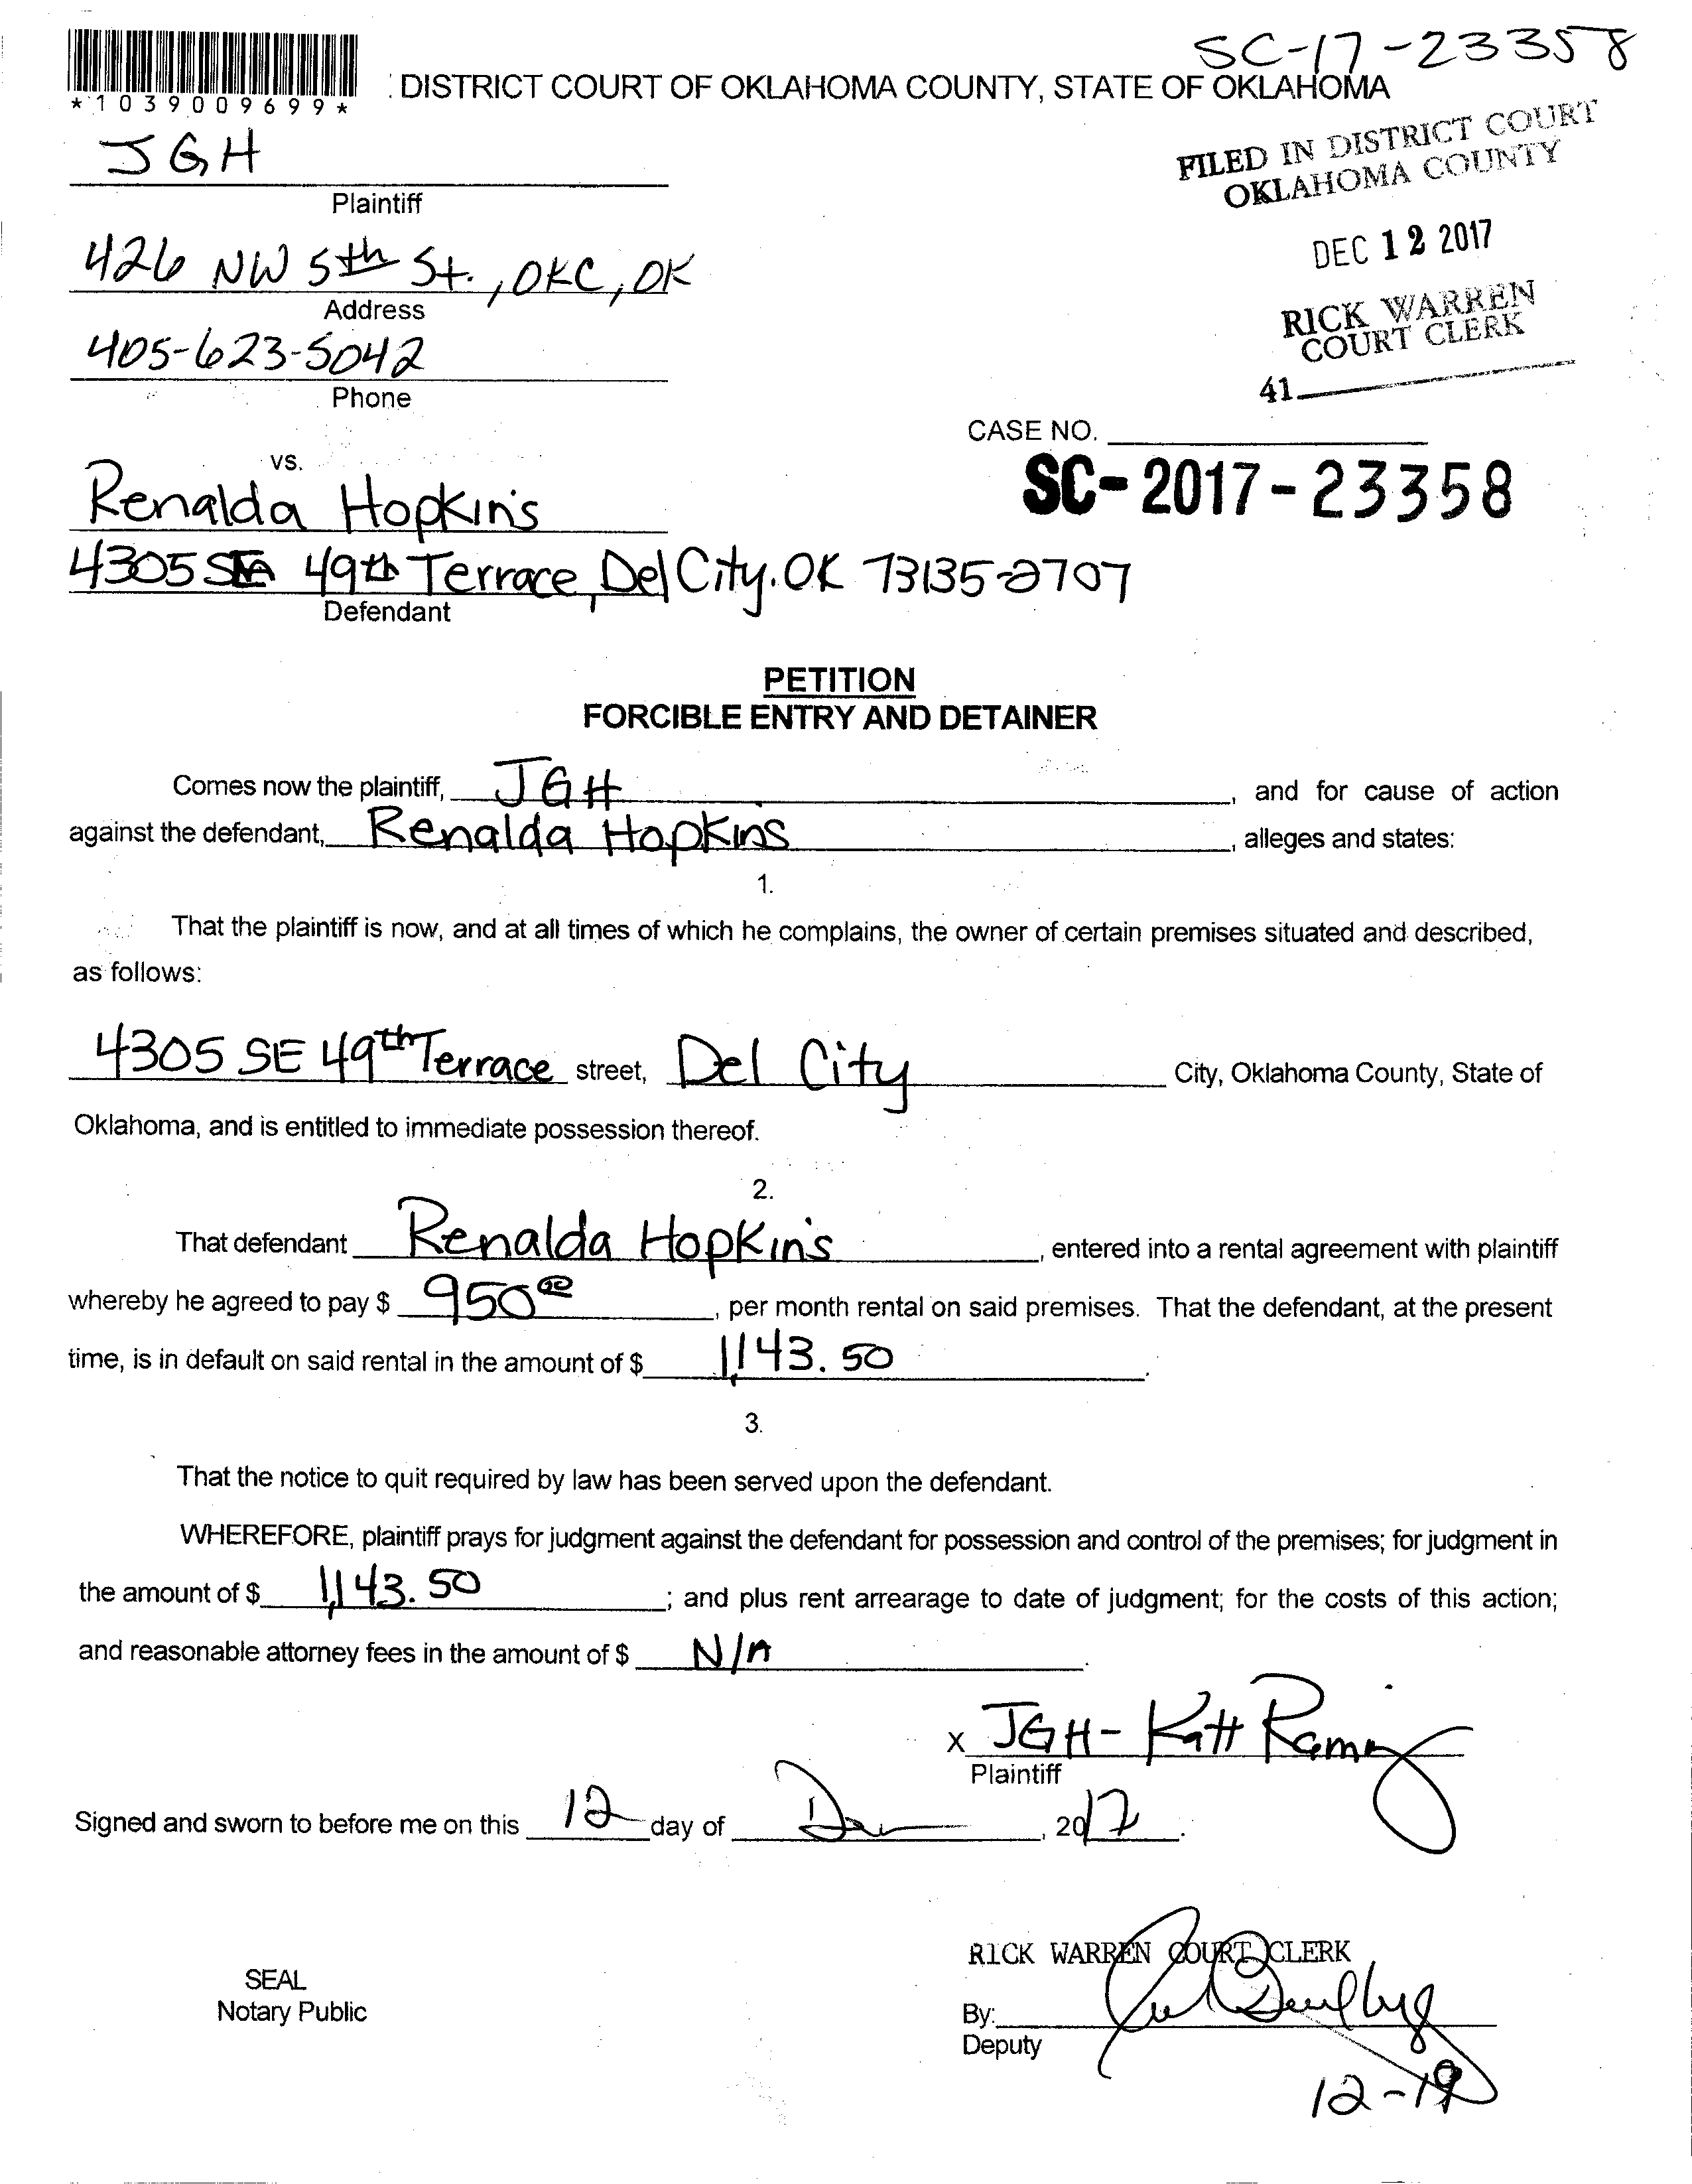 SC-17-23358
*1039009699*
DISTRICT COURT OF OKLAHOMA COUNTY, STATE OF OKLAHOMA
JGH
Plaintiff
FILED IN DISTRICT COURT
OKLAHOMA COUNTY
426 NW 5th St., OKC, OK
Address
DEC 12 2017
405-623-5042
Phone
RICK WARREN
COURT CLERK
41
CASE NO.
SC-2017-23358
vs.
Renalda Hopkins
4305 SE 49th Terrace, Del City. OK 73135-2707
Defendant
PETITION
FORCIBLE ENTRY AND DETAINER
Comes now the plaintiff, JGH, and for cause of action
against the defendant, Renalda Hopkins, alleges and states:
1.
That the plaintiff is now, and at all times of which he complains, the owner of certain premises situated and described,
as follows:
4305 SE 49th Terrace street, Del City City, Oklahoma County, State of
Oklahoma, and is entitled to immediate possession thereof.
2.
That defendant Renalda Hopkins, entered into a rental agreement with plaintiff
whereby he agreed to pay $ 950 00, per month rental on said premises. That the defendant, at the present
time, is in default on said rental in the amount of $ 1,143.50.
3.
That the notice to quit required by law has been served upon the defendant.
WHEREFORE, plaintiff prays for judgment against the defendant for possession and control of the premises; for judgment in
the amount of $ 1,143.50; and plus rent arrearage to date of judgment; for the costs of this action;
and reasonable attorney fees in the amount of $ N/A.
X JGH-
Plaintiff
Signed and sworn to before me on this 12 day of , 2017.
RICK WARREN COURT CLERK
SEAL
Notary Public
By:
Deputy
12-19